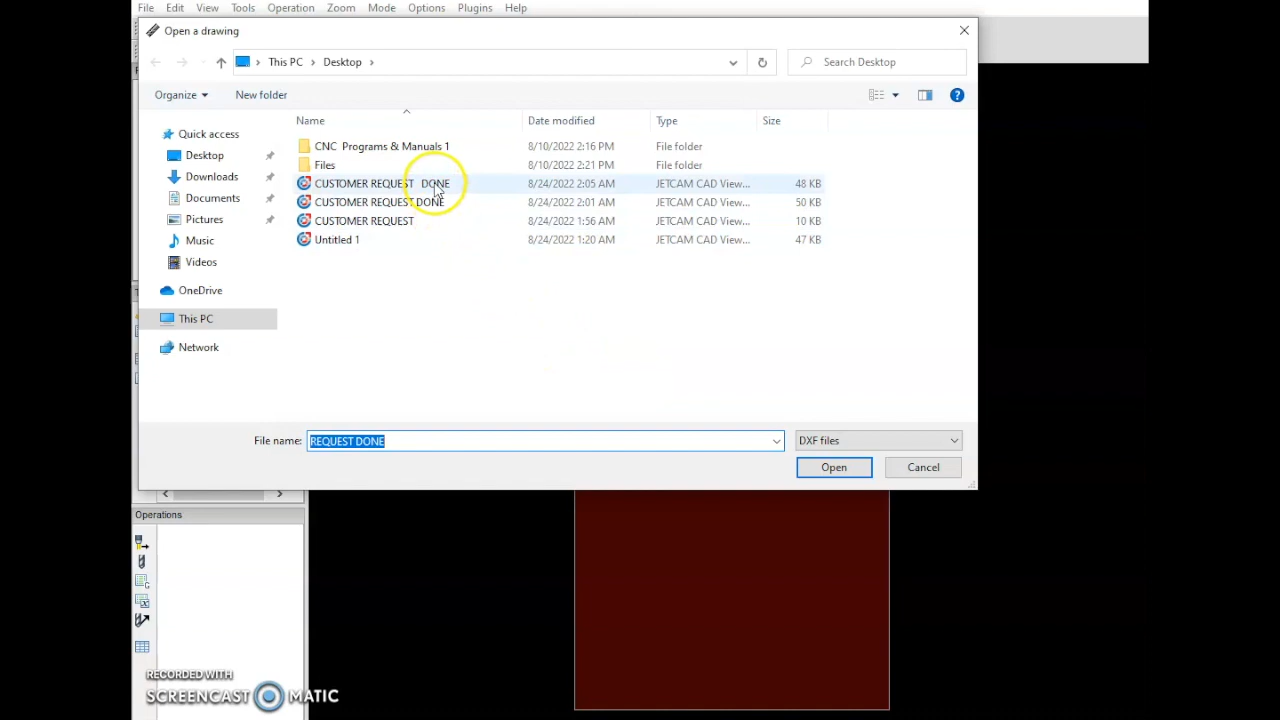 File Edit View Tools Operation Zoom Mode Options Plugins Help
Open a drawing
This PC Desktop
Search Desktop
Organize New folder
Name Date modified Type Size
Quick access
Desktop
Downloads
Documents
Pictures
Music
Videos
OneDrive
This PC
Network
CNC Programs & Manuals 1 8/10/2022 2:16 PM File folder
Files 8/10/2022 2:21 PM File folder
CUSTOMER REQUEST DONE 8/24/2022 2:05 AM JETCAM CAD View... 48 KB
CUSTOMER REQUEST DONE 8/24/2022 2:01 AM JETCAM CAD View... 50 KB
CUSTOMER REQUEST 8/24/2022 1:56 AM JETCAM CAD View... 10 KB
Untitled 1 8/24/2022 1:20 AM JETCAM CAD View... 47 KB
File name: REQUEST DONE DXF files
Open Cancel
Operations
RECORDED WITH
SCREENCAST MATIC